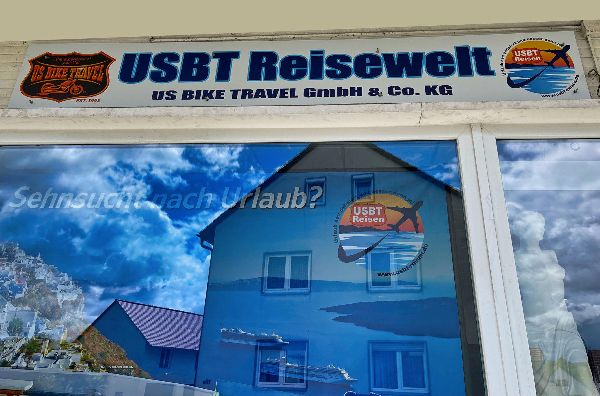 US BIKE TRAVEL
USBT Reisewelt
US BIKE TRAVEL GmbH & Co. KG
USBT
Reisen
Sehnsucht nach Urlaub?
USBT
Reisen